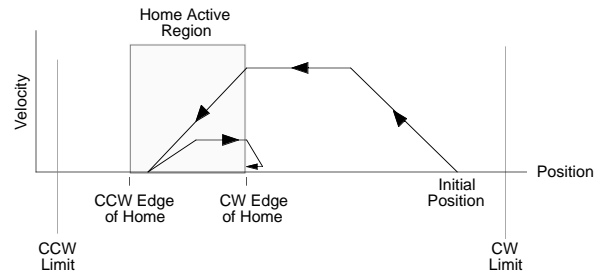 Home Active
Region
Velocity
Position
CCW Edge
of Home
CW Edge
of Home
Initial
Position
CCW
Limit
CW
Limit